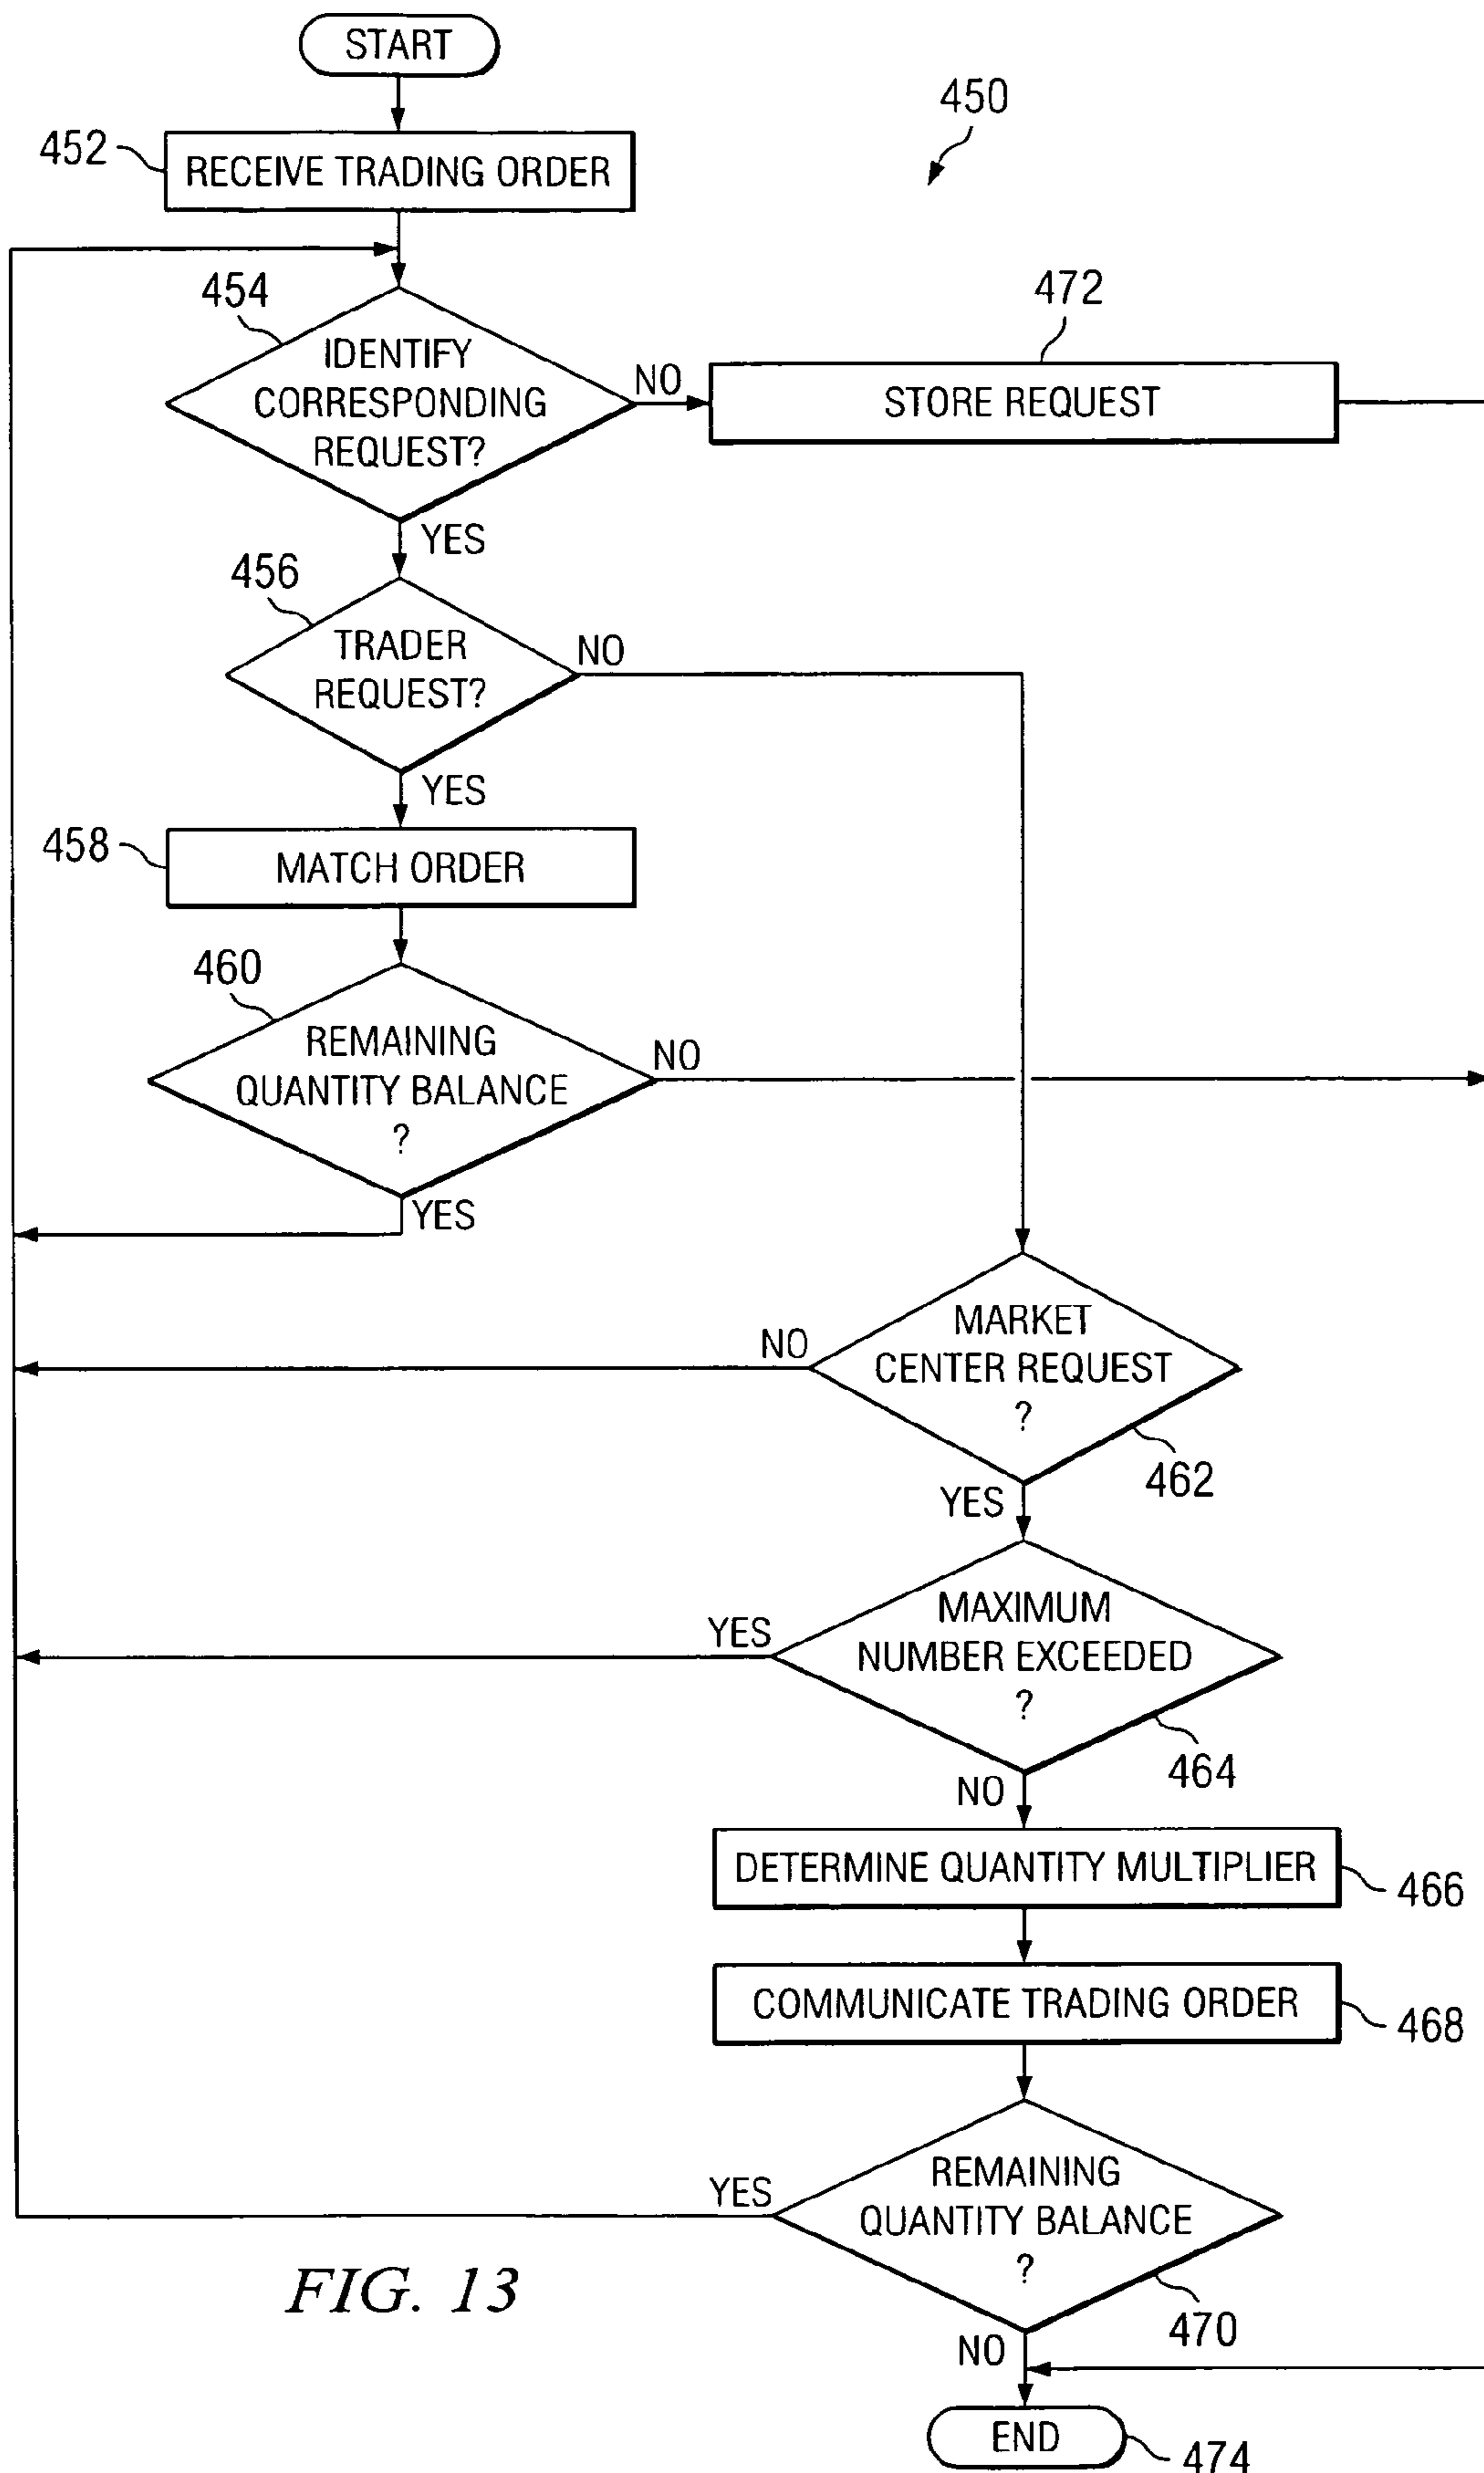 START
450
452
RECEIVE TRADING ORDER
454
IDENTIFY
CORRESPONDING
REQUEST?
NO
472
STORE REQUEST
YES
456
TRADER
REQUEST?
NO
YES
458
MATCH ORDER
460
REMAINING
QUANTITY BALANCE
?
NO
YES
MARKET
CENTER REQUEST
?
NO
462
YES
MAXIMUM
NUMBER EXCEEDED
?
YES
464
NO
DETERMINE QUANTITY MULTIPLIER
466
COMMUNICATE TRADING ORDER
468
REMAINING
QUANTITY BALANCE
?
YES
470
NO
FIG. 13
END
474